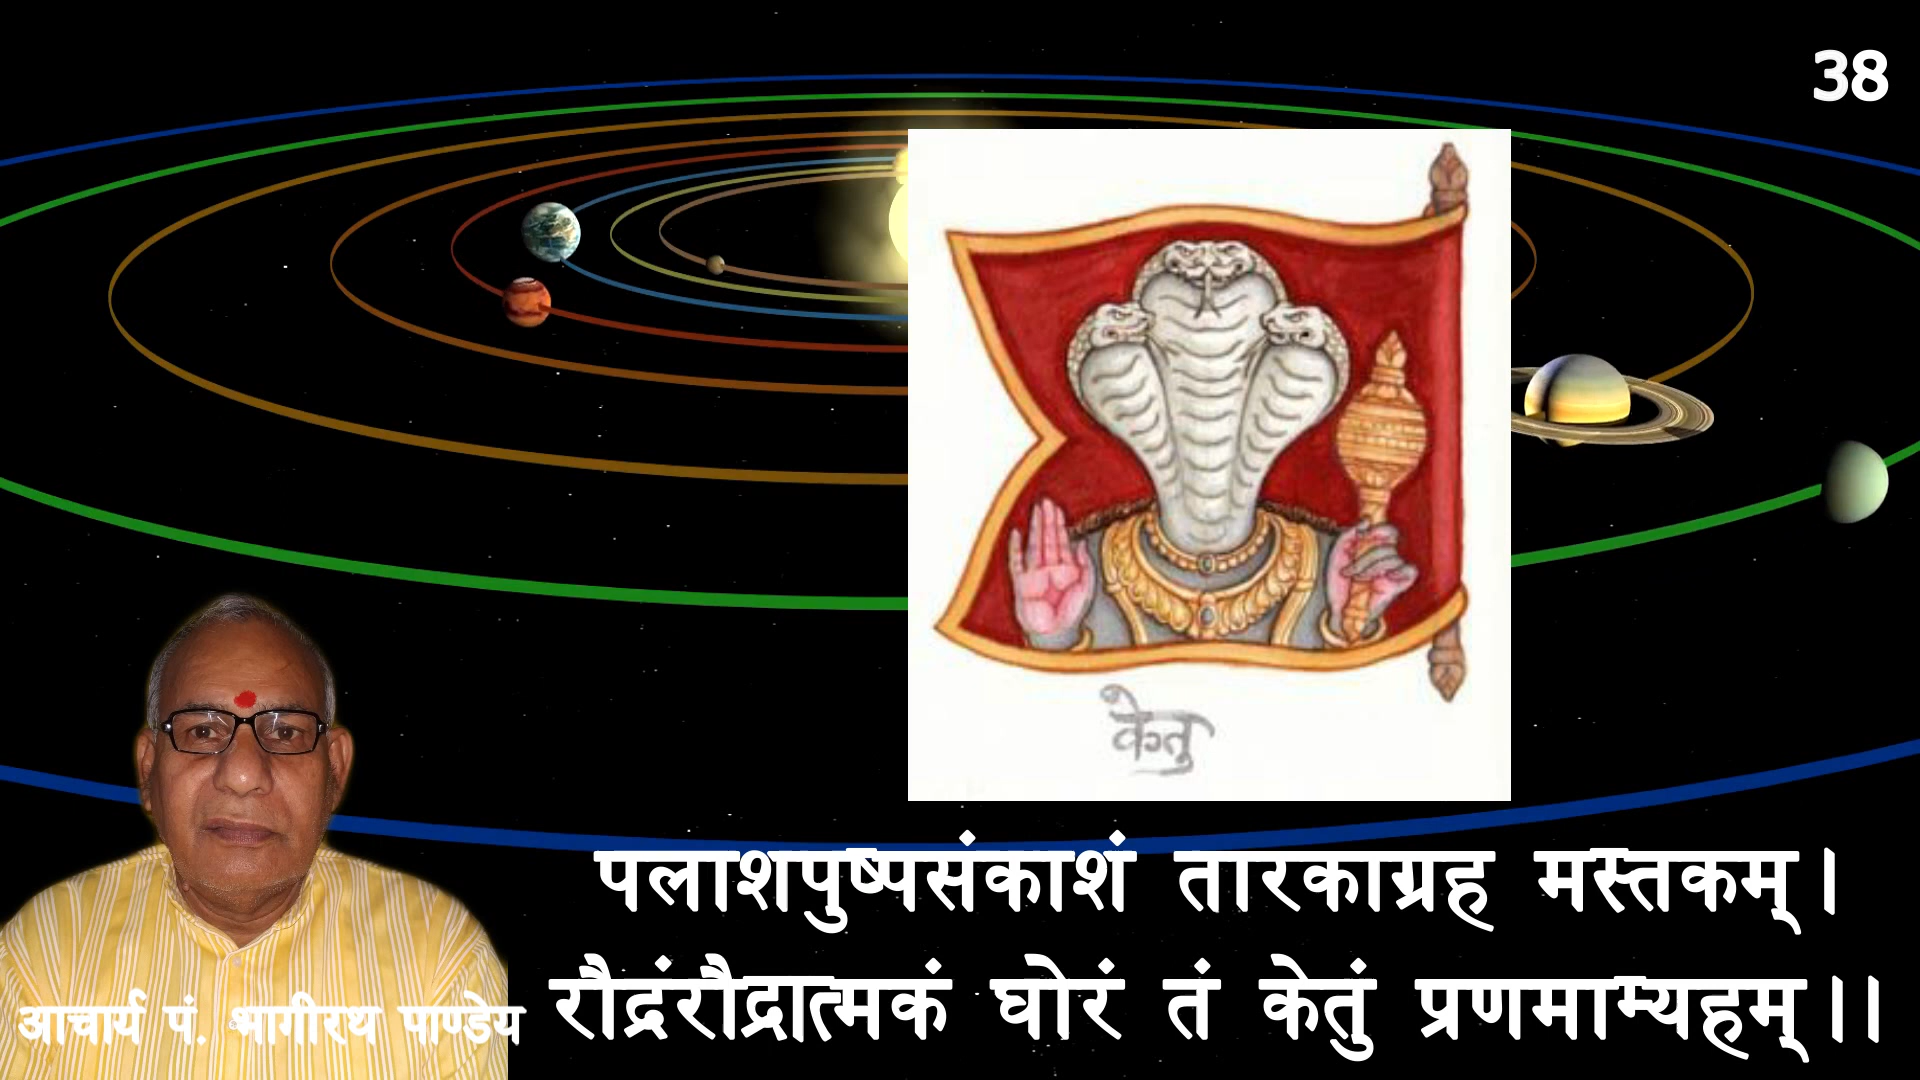 38
केतु
पलाशपुष्पसंकाशं तारकाग्रह मस्तकम्।
रौद्रंरौद्रात्मकं घोरं तं केतुं प्रणमाम्यहम्।।
आचार्य पं. भागीरथ पाण्डेय